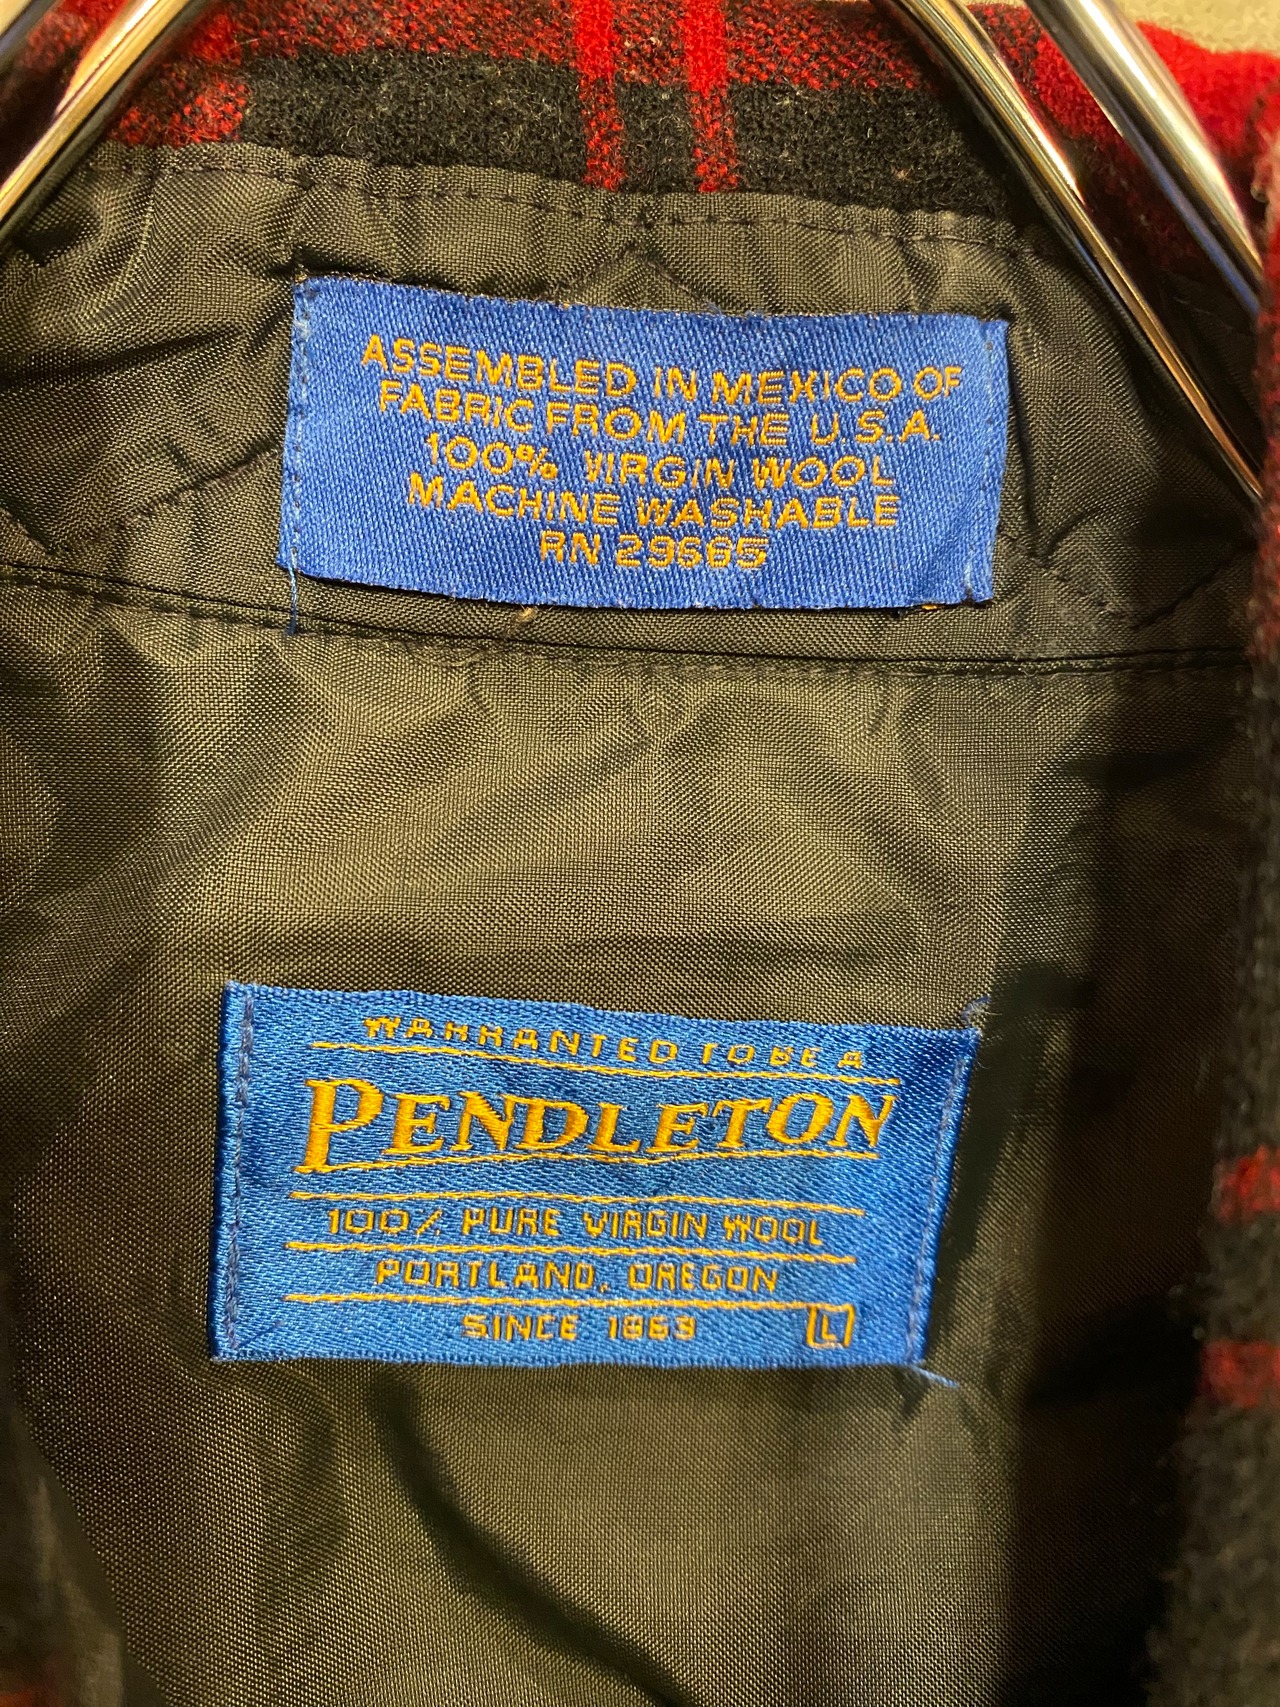 ASSEMBLED IN MEXICO OF
FABRIC FROM THE U.S.A.
100% VIRGIN WOOL
MACHINE WASHABLE
RN 29665
WARRANTED TO BE A
PENDLETON
100% PURE VIRGIN WOOL
PORTLAND, OREGON
SINCE 1863 L